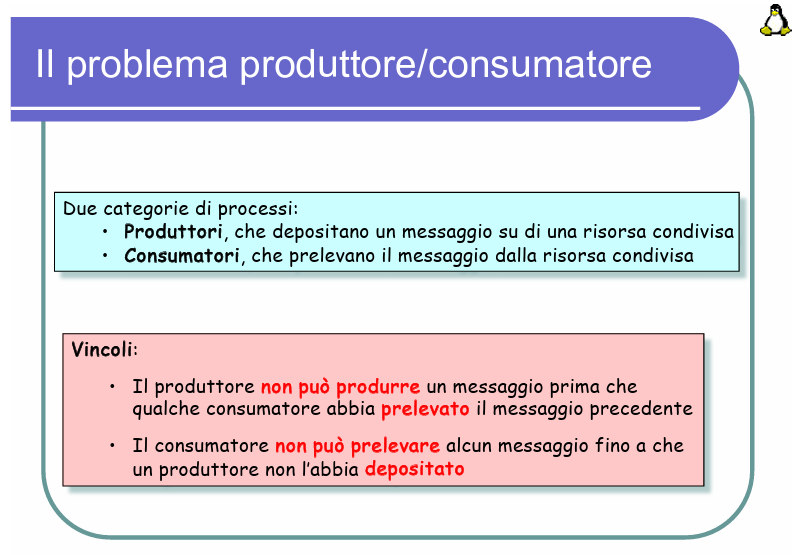 Il problema produttore/consumatore
Due categorie di processi:
• Produttori, che depositano un messaggio su di una risorsa condivisa
• Consumatori, che prelevano il messaggio dalla risorsa condivisa
Vincoli:
• Il produttore non può produrre un messaggio prima che
qualche consumatore abbia prelevato il messaggio precedente
• Il consumatore non può prelevare alcun messaggio fino a che
un produttore non l'abbia depositato